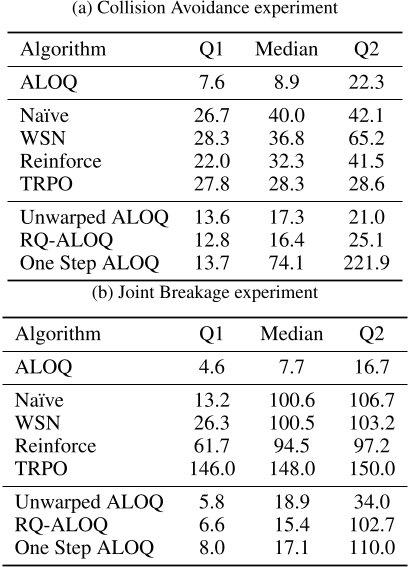 (a) Collision Avoidance experiment
Algorithm Q1 Median Q2
ALOQ 7.6 8.9 22.3
Naïve 26.7 40.0 42.1
WSN 28.3 36.8 65.2
Reinforce 22.0 32.3 41.5
TRPO 27.8 28.3 28.6
Unwarped ALOQ 13.6 17.3 21.0
RQ-ALOQ 12.8 16.4 25.1
One Step ALOQ 13.7 74.1 221.9
(b) Joint Breakage experiment
Algorithm Q1 Median Q2
ALOQ 4.6 7.7 16.7
Naïve 13.2 100.6 106.7
WSN 26.3 100.5 103.2
Reinforce 61.7 94.5 97.2
TRPO 146.0 148.0 150.0
Unwarped ALOQ 5.8 18.9 34.0
RQ-ALOQ 6.6 15.4 102.7
One Step ALOQ 8.0 17.1 110.0